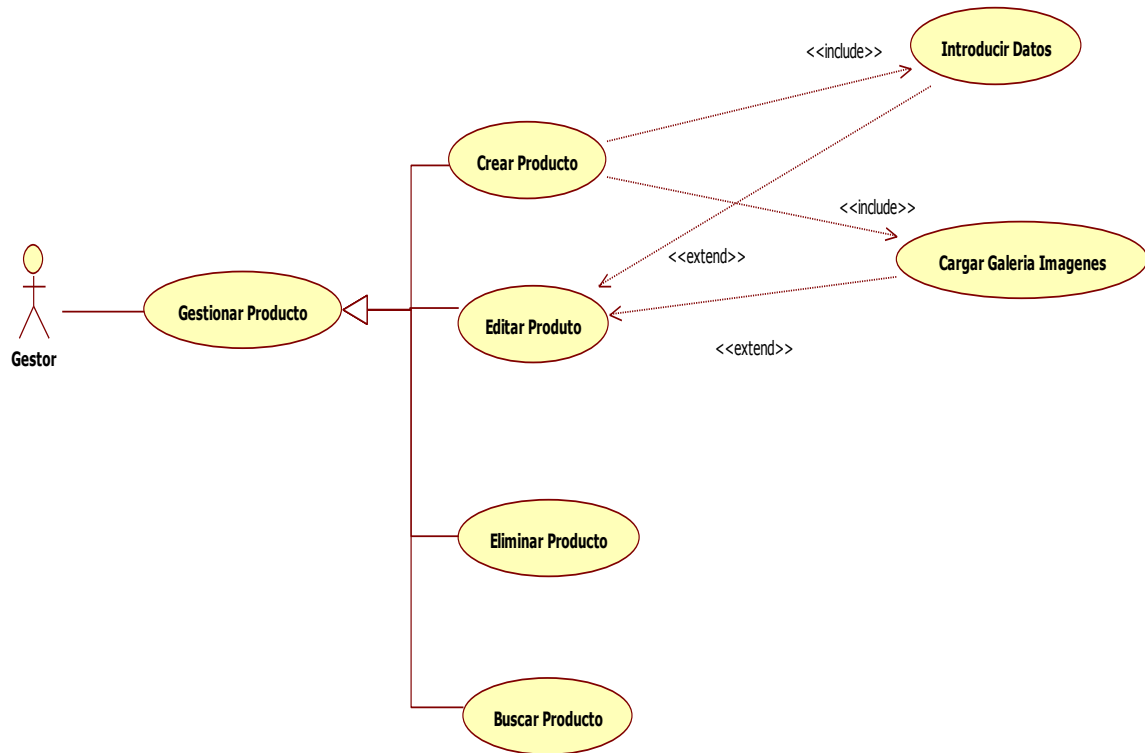 Introducir Datos
<<include>>
Crear Producto
<<include>>
<<extend>>
Cargar Galeria Imagenes
Gestionar Producto
Editar Produto
Gestor
<<extend>>
Eliminar Producto
Buscar Producto